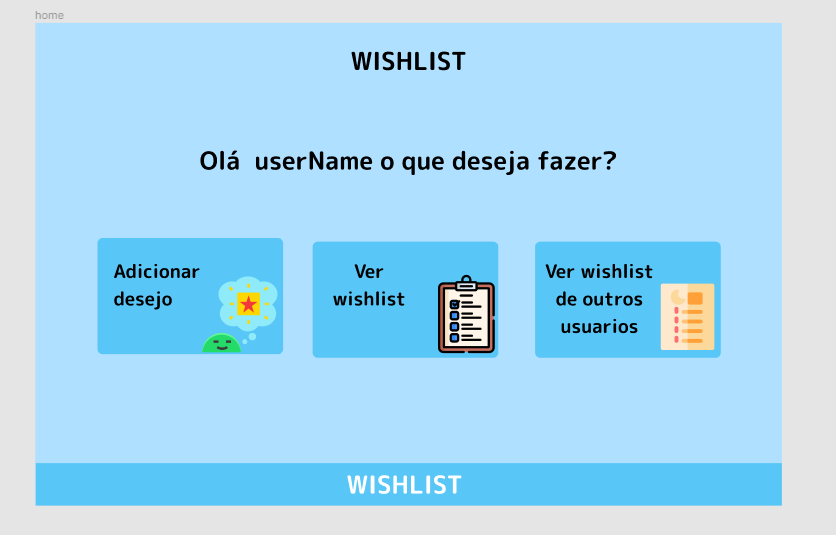 home
WISHLIST
Olá userName o que deseja fazer?
Adicionar
desejo
Ver
wishlist
Ver wishlist
de outros
usuarios
WISHLIST